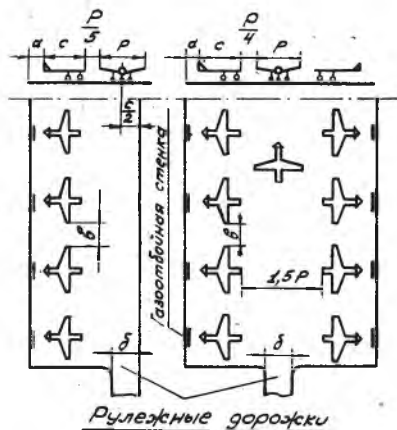 P/5
P/4
a c P
a c P
Б/2
в
в
Газоотбойная стенка
1,5P
δ
δ
Рулежные дорожки